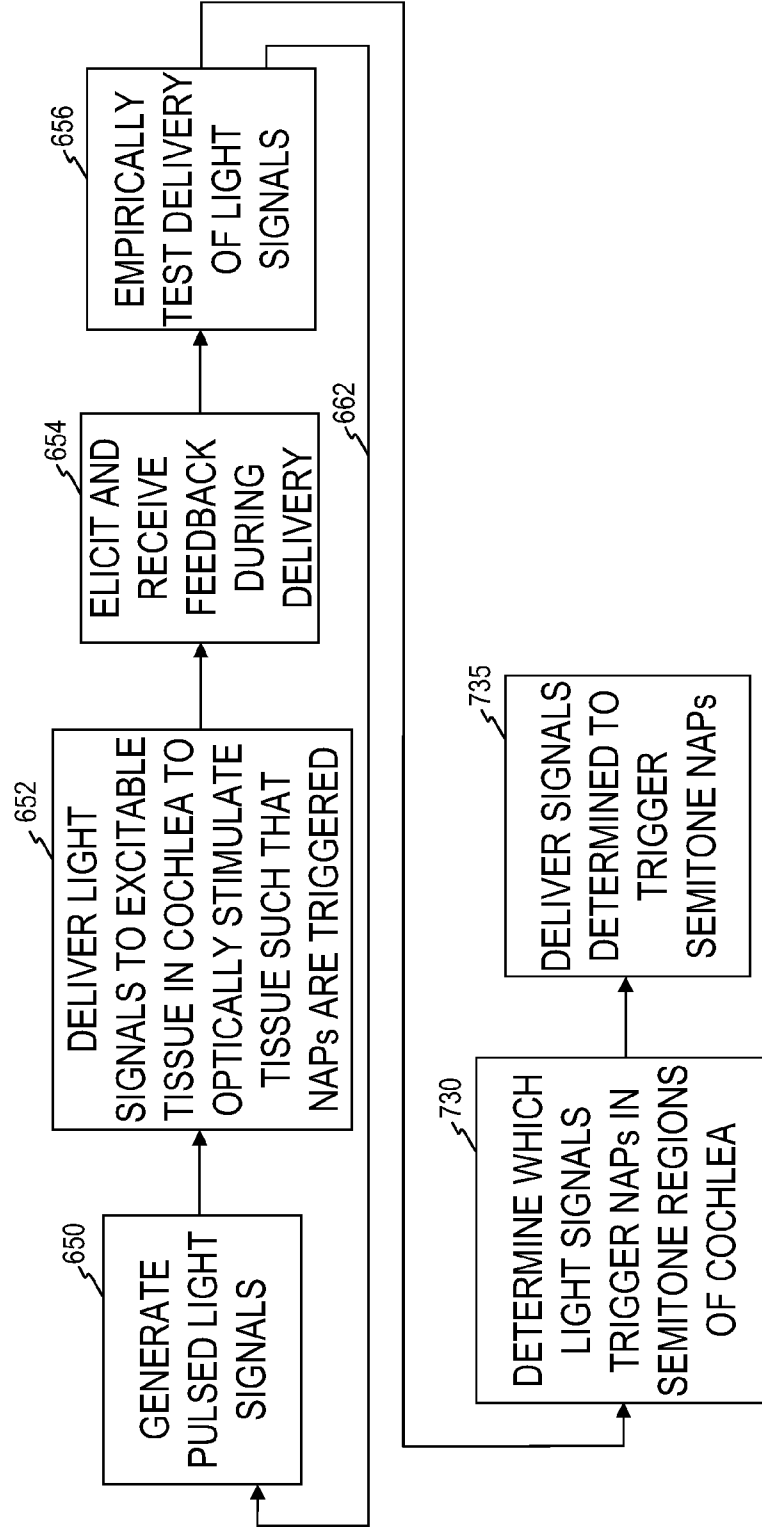 650
GENERATE
PULSED LIGHT
SIGNALS
652
DELIVER LIGHT
SIGNALS TO EXCITABLE
TISSUE IN COCHLEA TO
OPTICALLY STIMULATE
TISSUE SUCH THAT
NAPs ARE TRIGGERED
654
ELICIT AND
RECEIVE
FEEDBACK
DURING
DELIVERY
656
EMPIRICALLY
TEST DELIVERY
OF LIGHT
SIGNALS
662
730
DETERMINE WHICH
LIGHT SIGNALS
TRIGGER NAPs IN
SEMITONE REGIONS
OF COCHLEA
735
DELIVER SIGNALS
DETERMINED TO
TRIGGER
SEMITONE NAPs